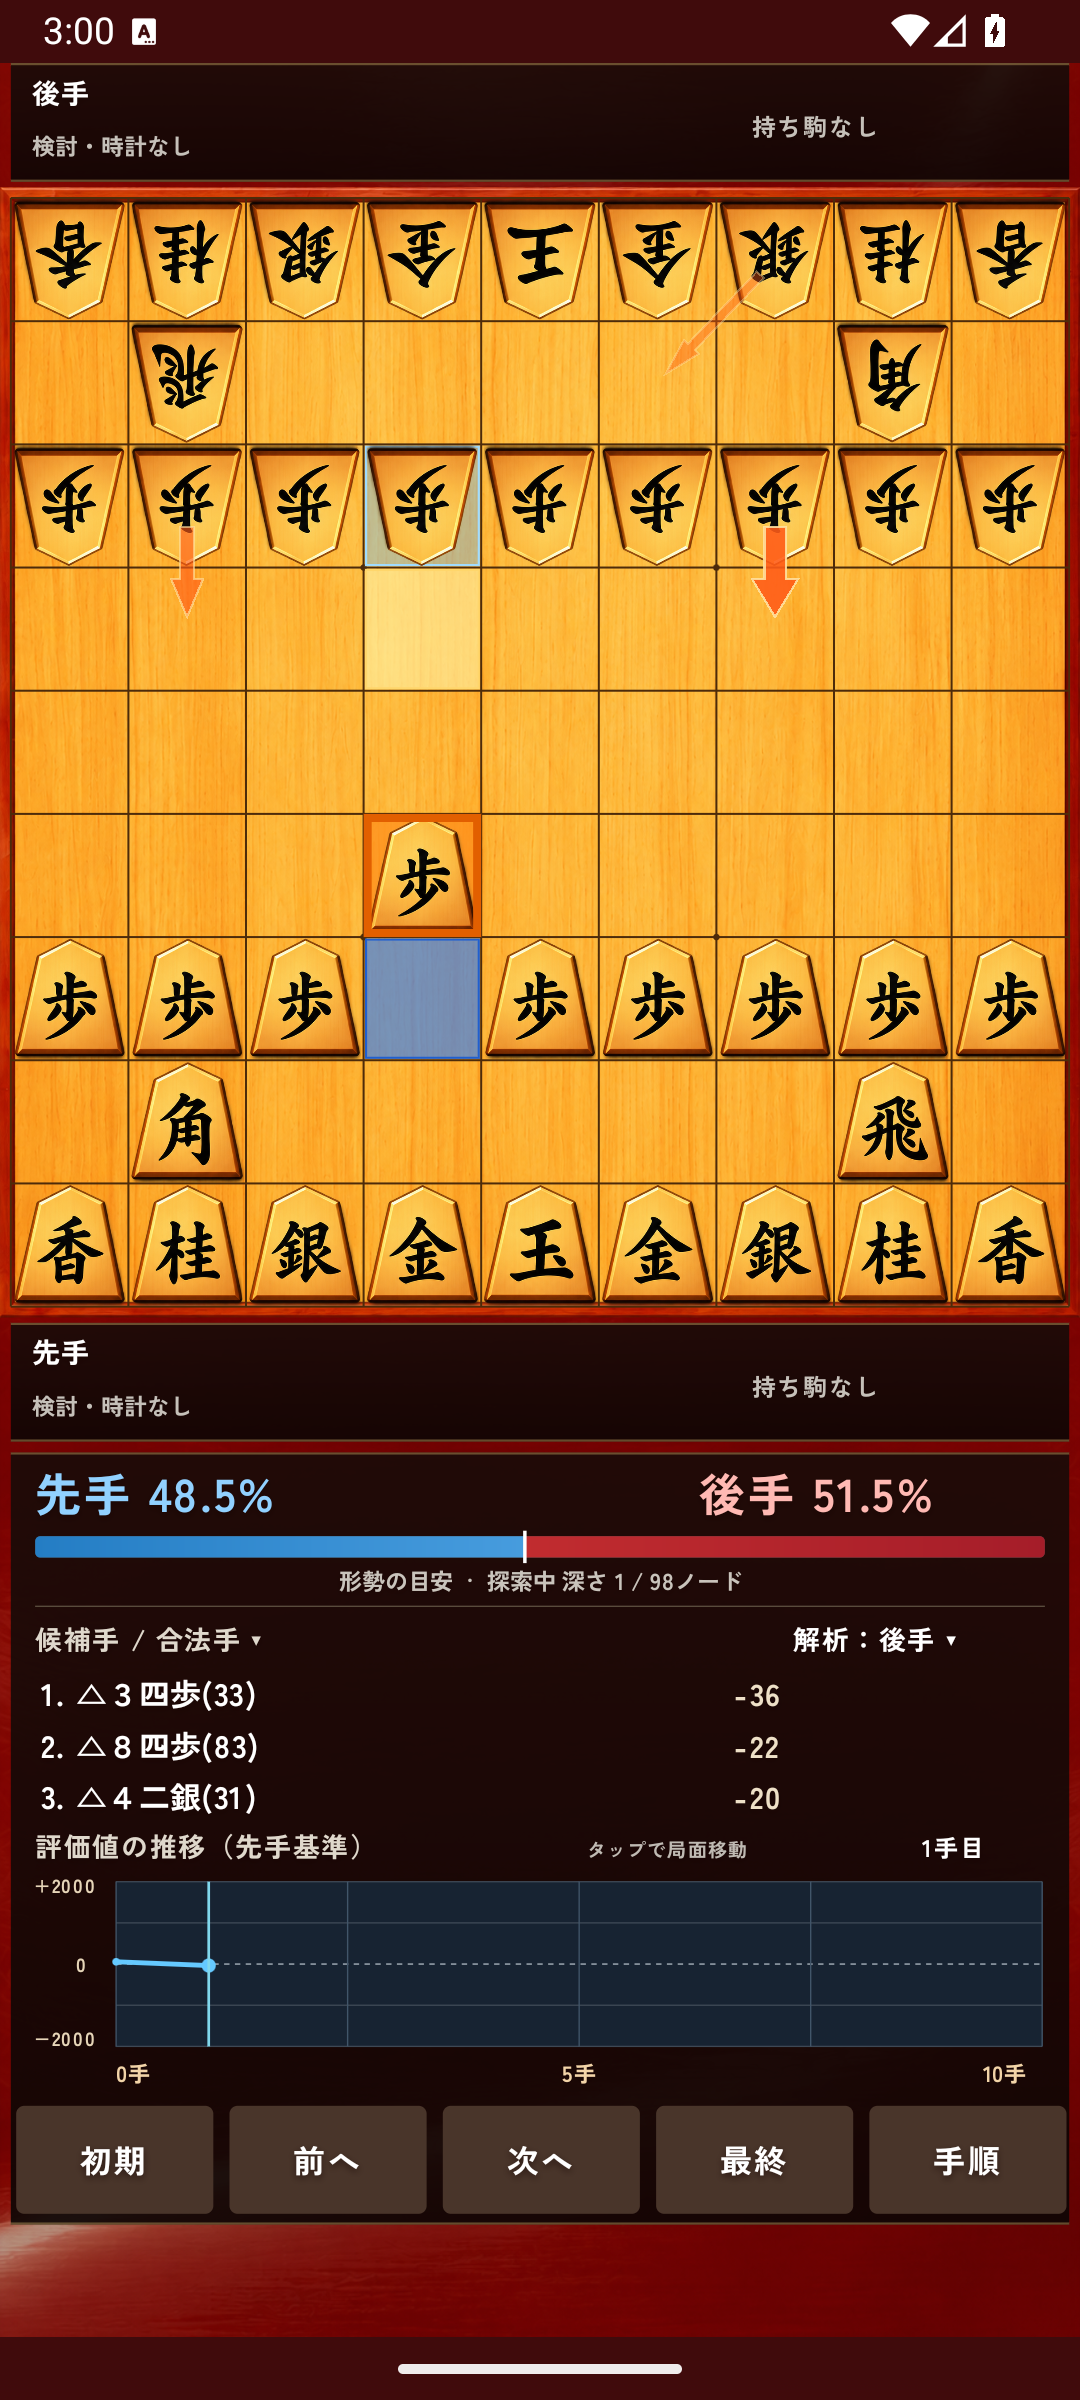 3:00
後手
検討・時計なし
持ち駒なし
香桂銀金王金銀桂香
飛角
歩歩歩歩歩歩歩歩歩
歩
歩歩歩歩歩歩歩歩
角飛
香桂銀金玉金銀桂香
先手
検討・時計なし
持ち駒なし
先手 48.5% 後手 51.5%
形勢の目安 · 探索中 深さ 1 / 98ノード
候補手 / 合法手 ▾ 解析：後手 ▾
1. △３四歩(33) -36
2. △８四歩(83) -22
3. △４二銀(31) -20
評価値の推移（先手基準） タップで局面移動 1手目
+2000
0
−2000
0手 5手 10手
初期 前へ 次へ 最終 手順